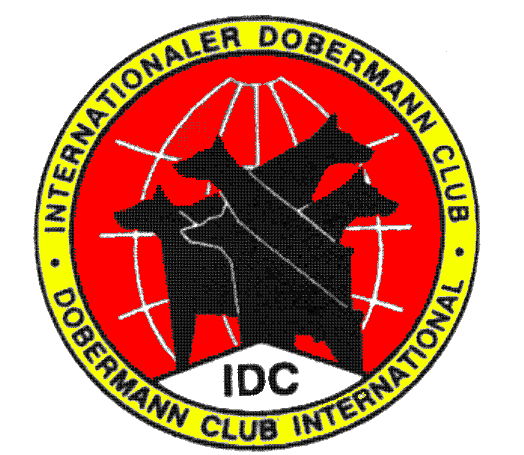 INTERNATIONALER DOBERMANN CLUB
IDC
• DOBERMANN CLUB INTERNATIONAL •